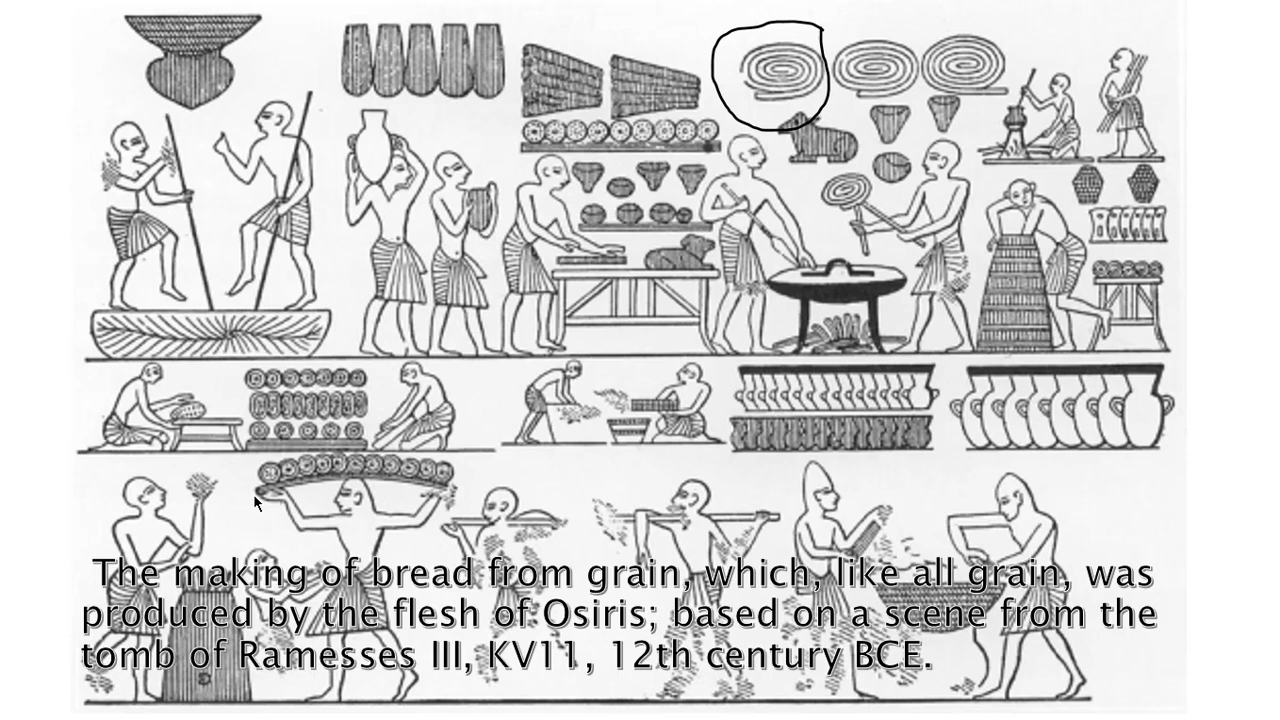 The making of bread from grain, which, like all grain, was
produced by the flesh of Osiris; based on a scene from the
tomb of Ramesses III, KV11, 12th century BCE.